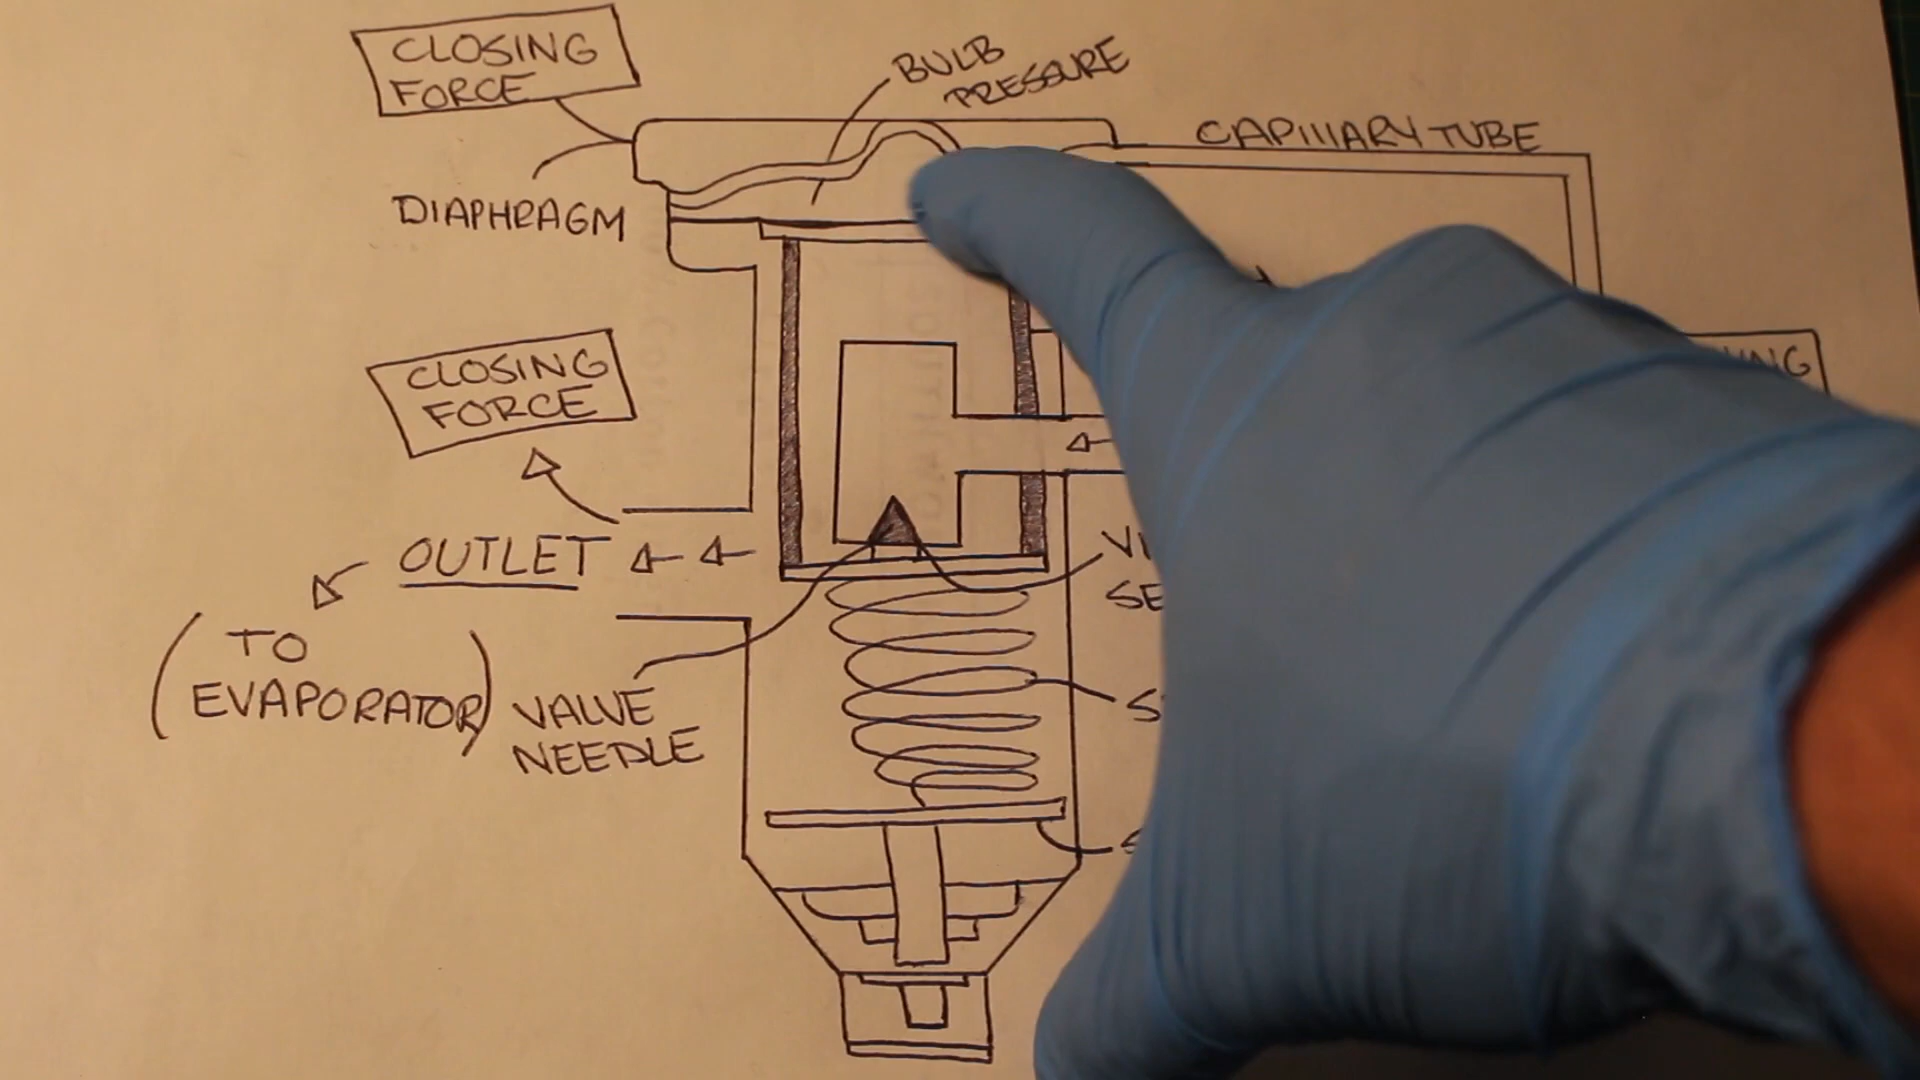 CLOSING
FORCE
BULB
PRESSURE
CAPILLARY TUBE
DIAPHRAGM
CLOSING
FORCE
OUTLET
(TO
EVAPORATOR)
VALVE
NEEDLE